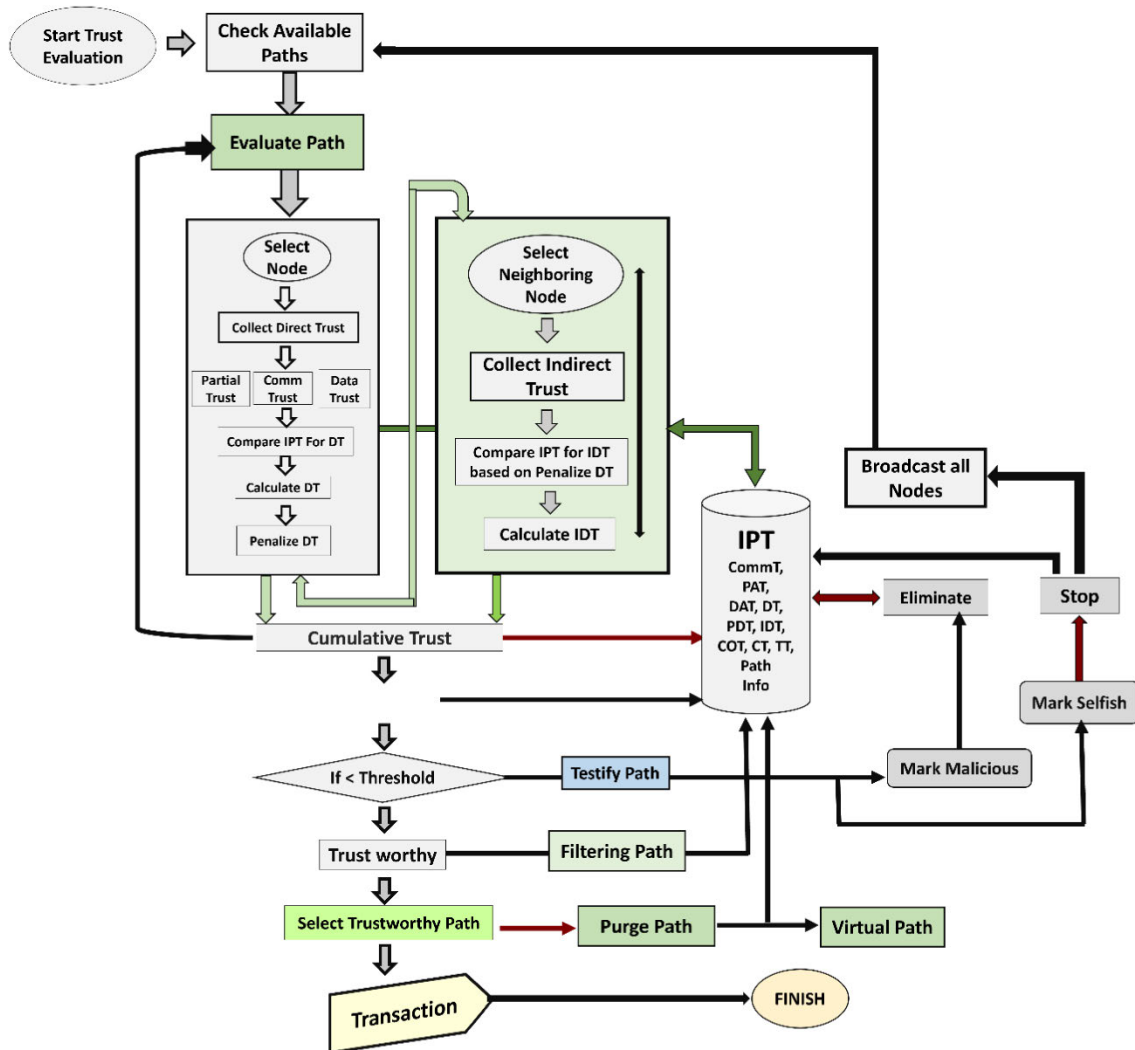 Start Trust
Evaluation
Check Available
Paths
Evaluate Path
Select
Node
Collect Direct Trust
Partial
Trust
Comm
Trust
Data
Trust
Compare IPT For DT
Calculate DT
Penalize DT
Select
Neighboring
Node
Collect Indirect
Trust
Compare IPT for IDT
based on Penalize DT
Calculate IDT
IPT
CommT,
PAT,
DAT, DT,
PDT, IDT,
COT, CT, TT,
Path
Info
Broadcast all
Nodes
Eliminate
Stop
Mark Selfish
Mark Malicious
Cumulative Trust
If < Threshold
Testify Path
Trust worthy
Filtering Path
Select Trustworthy Path
Purge Path
Virtual Path
Transaction
FINISH